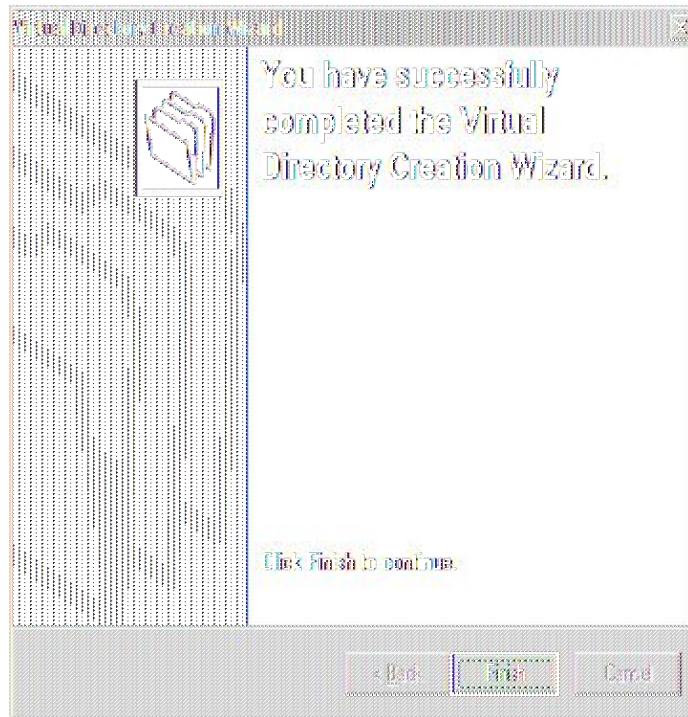 Virtual Directory Creation Wizard
You have successfully
completed the Virtual
Directory Creation Wizard.
Click Finish to continue.
< Back
Finish
Cancel